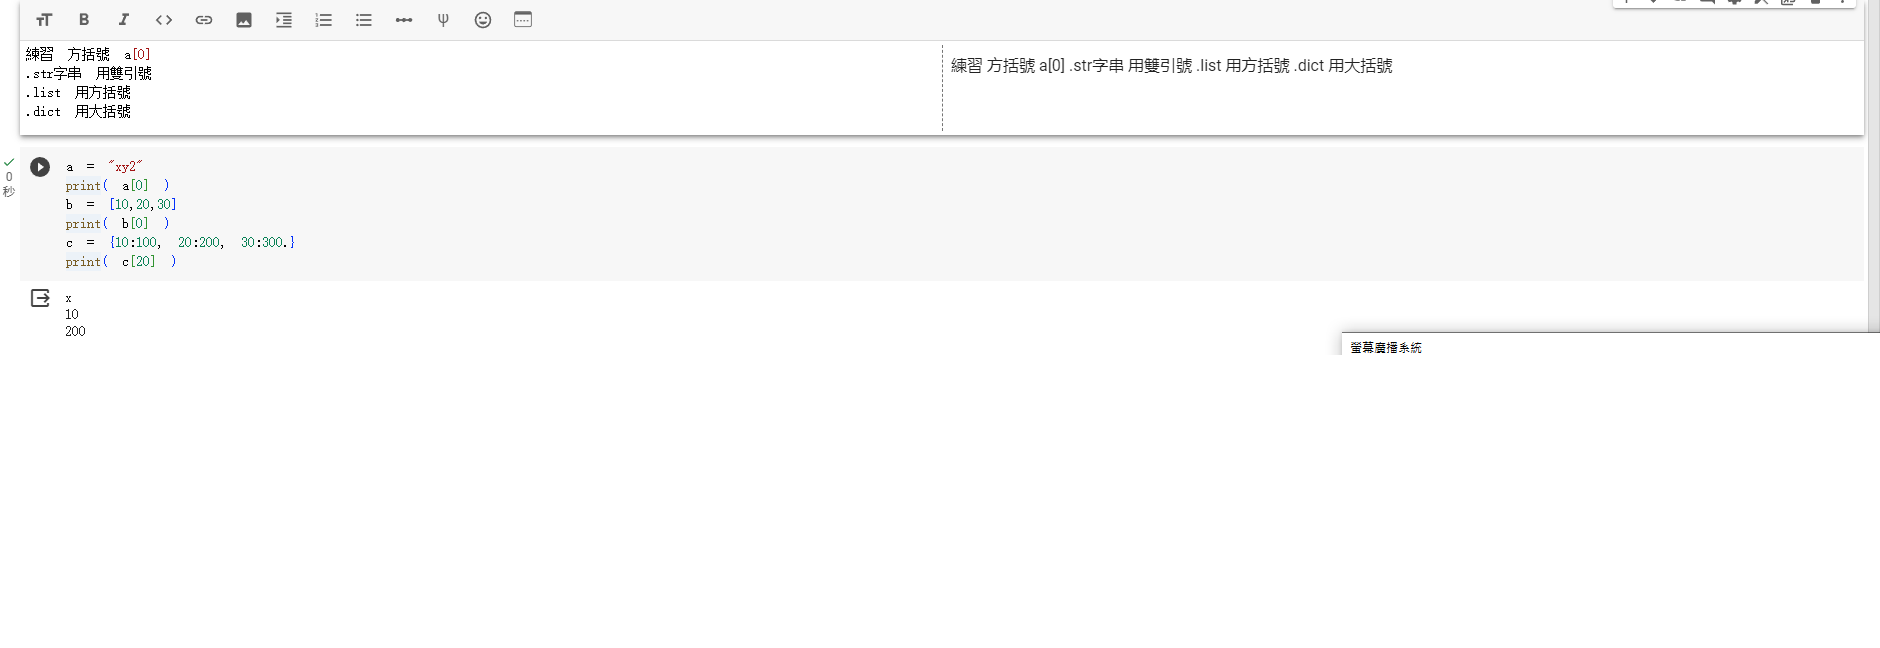 練習 方括號 a[0]
.str字串 用雙引號
.list 用方括號
.dict 用大括號
練習 方括號 a[0] .str字串 用雙引號 .list 用方括號 .dict 用大括號
0
秒
a = "xy2"
print( a[0] )
b = [10,20,30]
print( b[0] )
c = {10:100, 20:200, 30:300.}
print( c[20] )
x
10
200
螢幕廣播系統